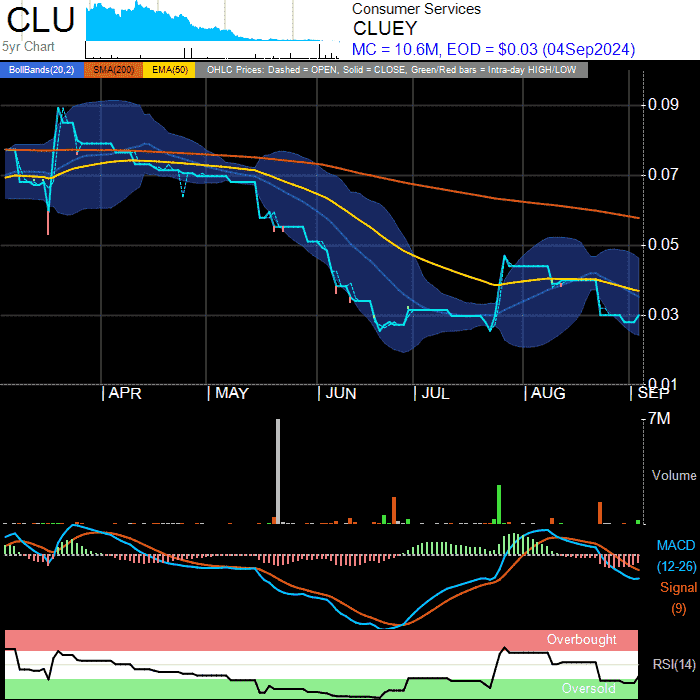 CLU
5yr Chart
Consumer Services
CLUEY
MC = 10.6M, EOD = $0.03 (04Sep2024)
BollBands(20,2) SMA(200) EMA(50) OHLC Prices: Dashed = OPEN, Solid = CLOSE, Green/Red bars = Intra-day HIGH/LOW
0.09
0.07
0.05
0.03
0.01
APR MAY JUN JUL AUG SEP
7M
Volume
MACD
(12-26)
Signal
(9)
Overbought
RSI(14)
Oversold